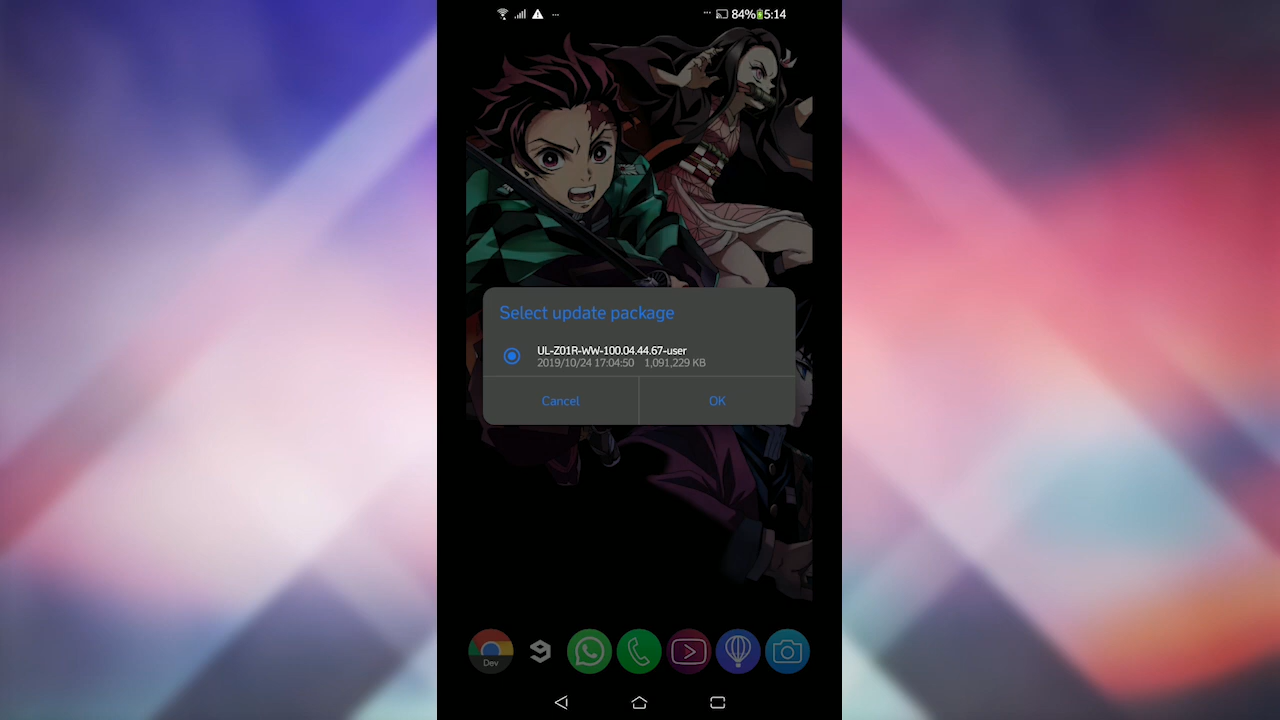 84% 5:14
Select update package
UL-Z01R-WW-100.04.44.67-user
2019/10/24 17:04:50 1,091,229 KB
Cancel OK
Dev